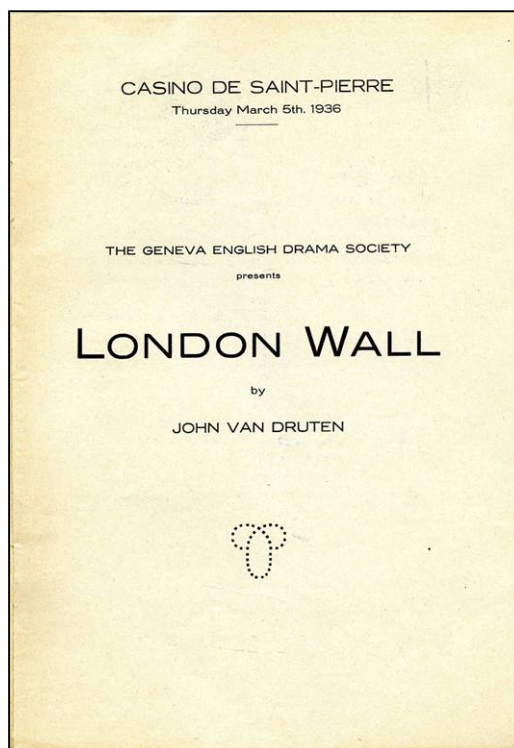 CASINO DE SAINT-PIERRE
Thursday March 5th. 1936
THE GENEVA ENGLISH DRAMA SOCIETY
presents
LONDON WALL
by
JOHN VAN DRUTEN